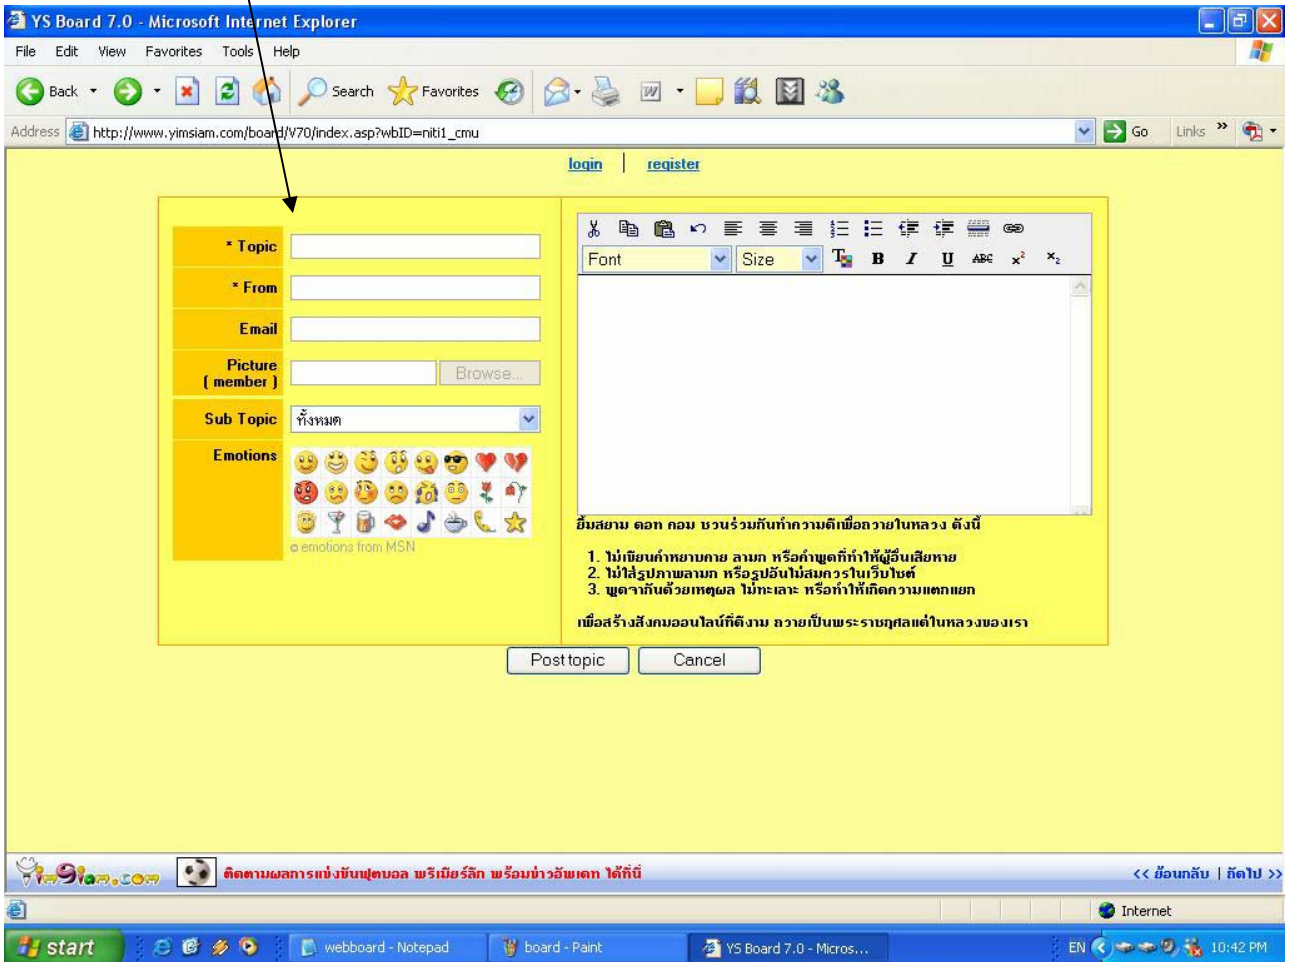 YS Board 7.0 - Microsoft Internet Explorer
File Edit View Favorites Tools Help
Back Search Favorites
Address http://www.yimsiam.com/board/V70/index.asp?wbID=niti1_cmu Go Links »
login | register
* Topic
* From
Email
Picture
( member )
Browse...
Sub Topic ทั้งหมด
Emotions
© emotions from MSN
Font Size B I U ABC x² x₂
ยิ้มสยาม ดอท คอม ชวนร่วมกันทำความดีเพื่อถวายในหลวง ดังนี้
1. ไม่เขียนคำหยาบคาย ลามก หรือคำพูดที่ทำให้ผู้อื่นเสียหาย
2. ไม่ใส่รูปภาพลามก หรือรูปอันไม่สมควรในเว็บไซต์
3. พูดจากันด้วยเหตุผล ไม่ทะเลาะ หรือทำให้เกิดความแตกแยก
เพื่อสร้างสังคมออนไลน์ที่ดีงาม ถวายเป็นพระราชกุศลแด่ในหลวงของเรา
Post topic Cancel
YimSiam.com ติดตามผลการแข่งขันฟุตบอล พรีเมียร์ลีก พร้อมข่าวอัพเดท ได้ที่นี่ << ย้อนกลับ | ถัดไป >>
Internet
start webboard - Notepad board - Paint YS Board 7.0 - Micros... EN 10:42 PM